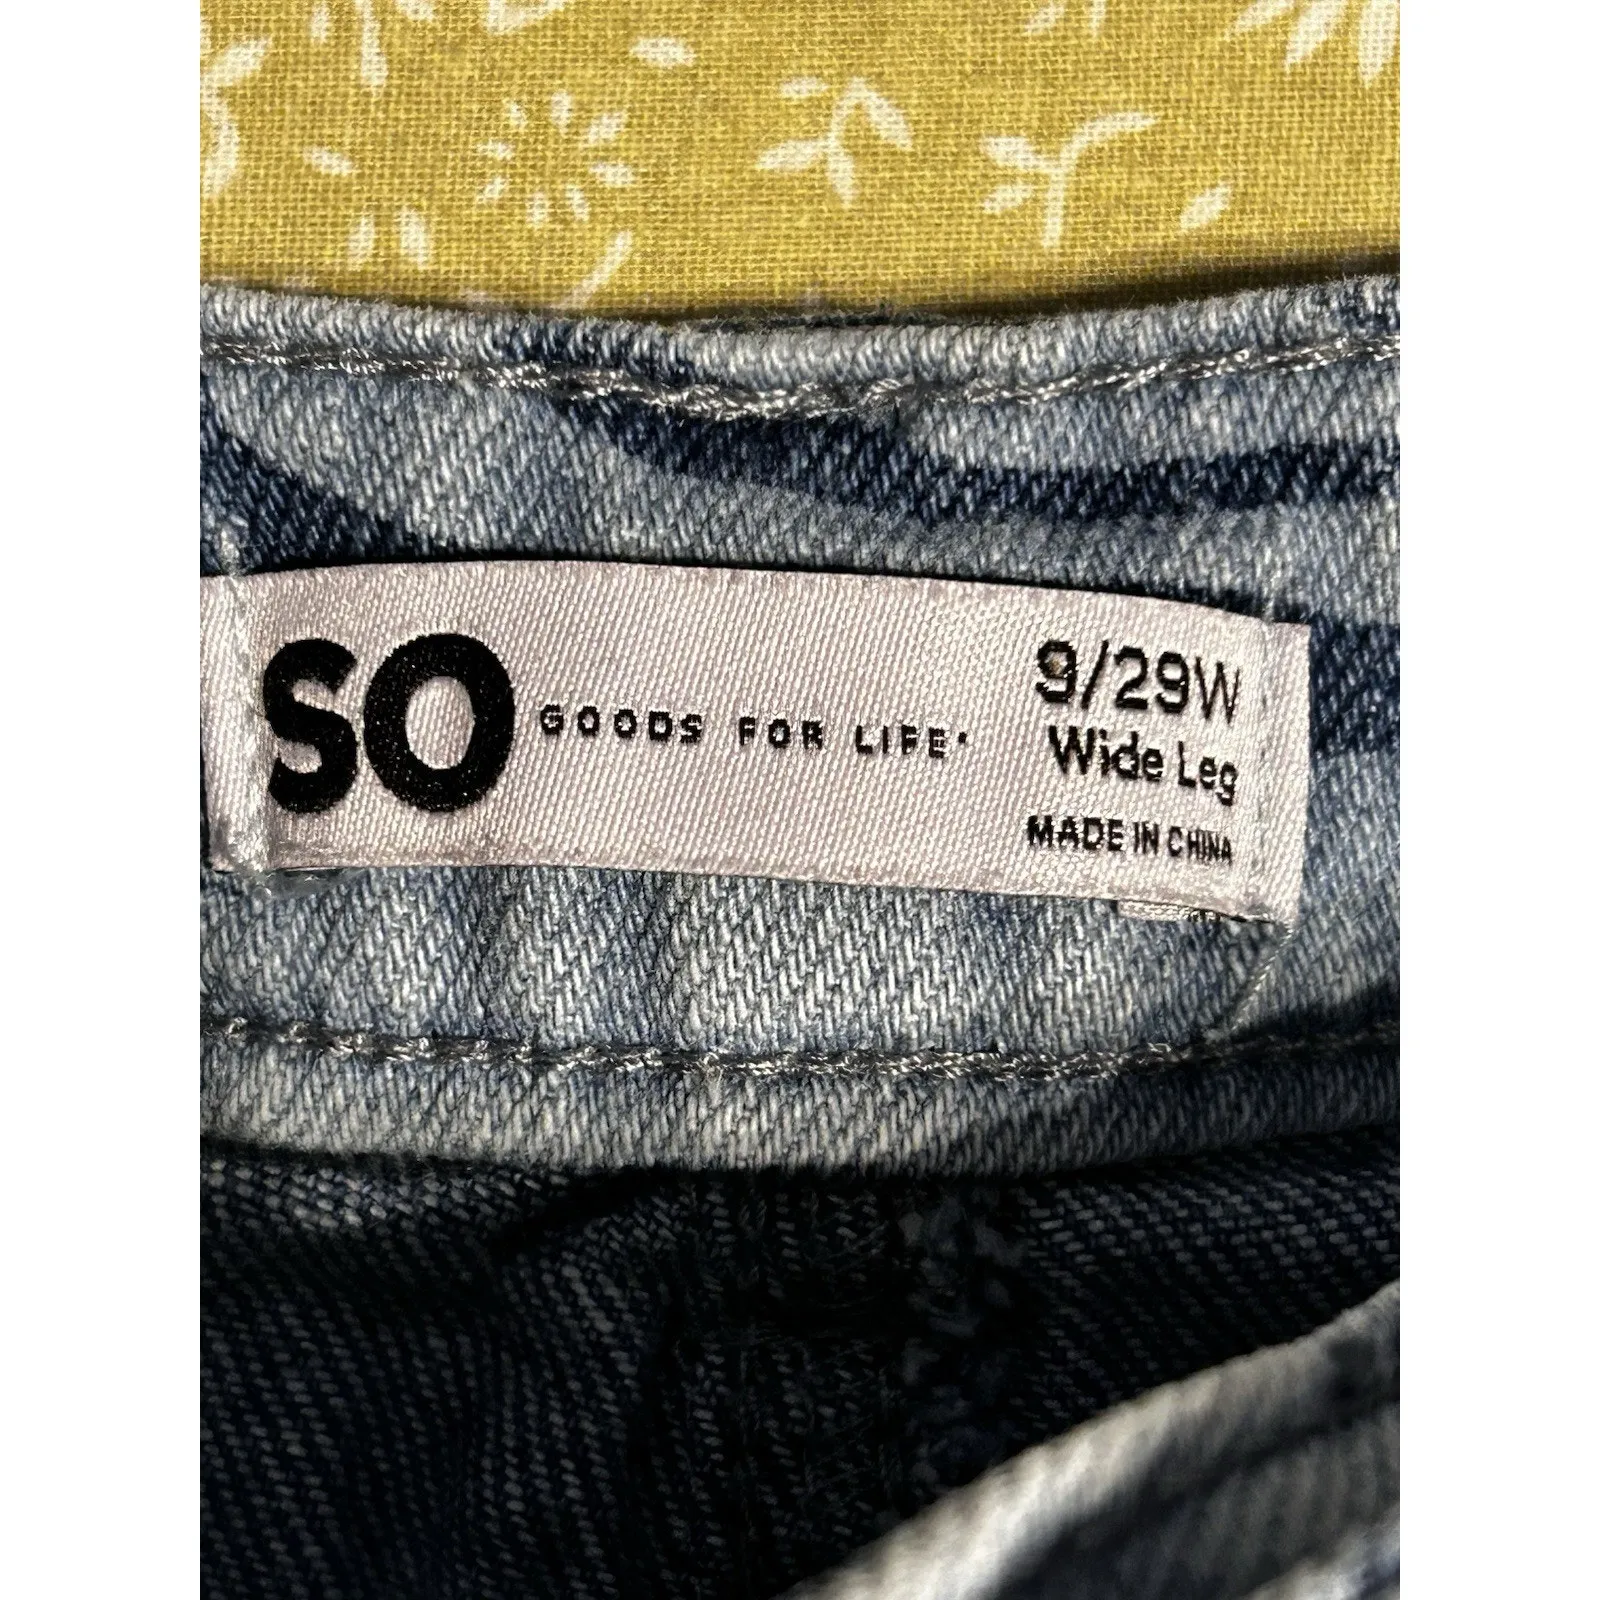 SO GOODS FOR LIFE
9/29W
Wide Leg
MADE IN CHINA